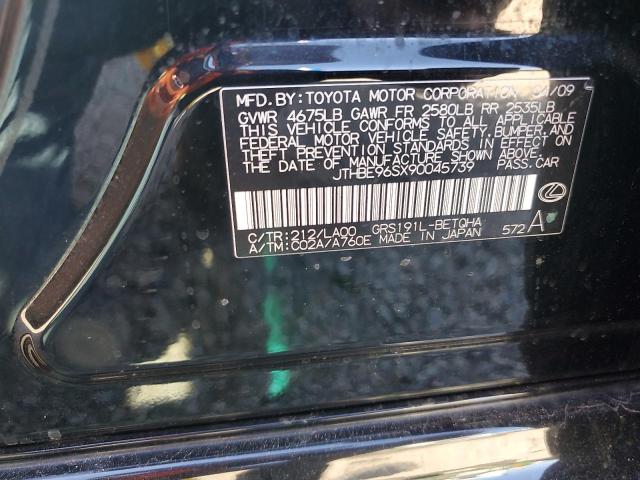 MFD.BY:TOYOTA MOTOR CORPORATION /09
GVWR 4675LB GAWR FR 2580LB RR 2535LB
THIS VEHICLE CONFORMS TO ALL APPLICABLE
FEDERAL MOTOR VEHICLE SAFETY, BUMPER, AND
THEFT PREVENTION STANDARDS IN EFFECT ON
THE DATE OF MANUFACTURE SHOWN ABOVE.
JTHBE96SX90045739 PASS.CAR
C/TR:212/LA00 GRS191L-BETQHA
A/TM:C02A/A760E MADE IN JAPAN 572 A